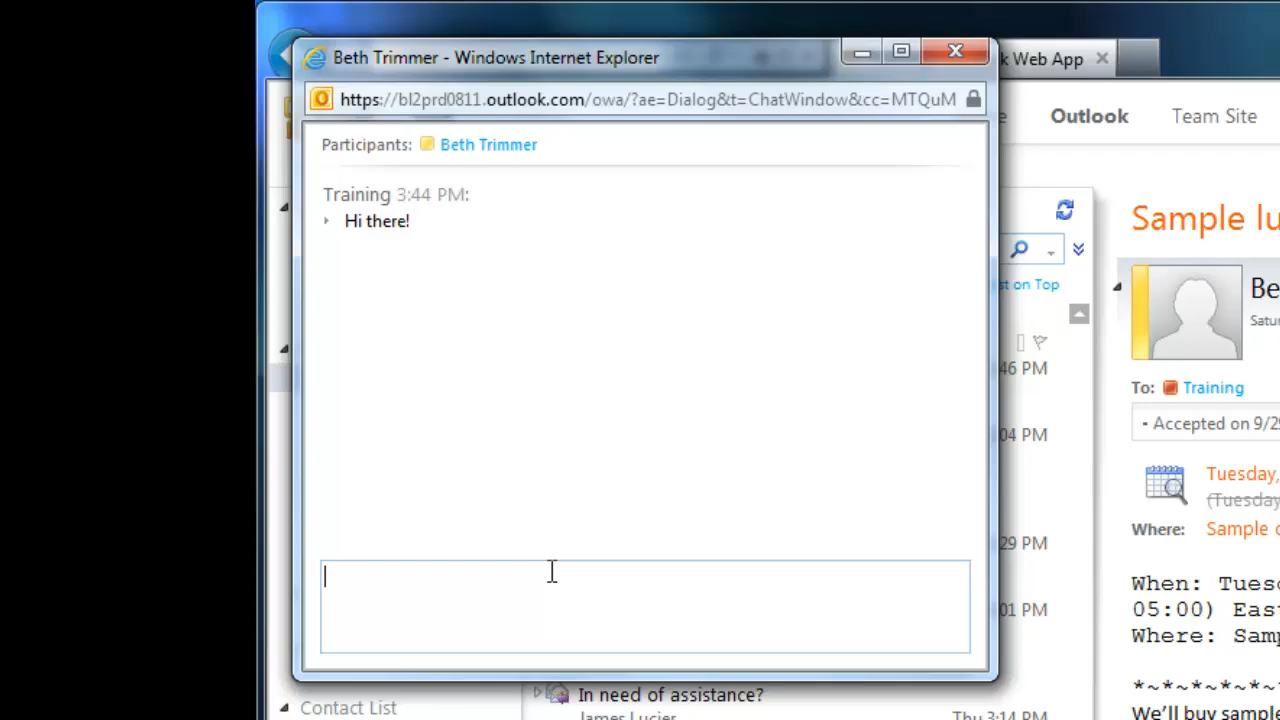 Beth Trimmer - Windows Internet Explorer
k Web App
https://bl2prd0811.outlook.com/owa/?ae=Dialog&t=ChatWindow&cc=MTQuM
Outlook Team Site
Participants: Beth Trimmer
Training 3:44 PM:
Hi there!
st on Top
46 PM
04 PM
29 PM
01 PM
In need of assistance?
James Lucier
Thu 3:14 PM
Contact List
Sample lu
Be
Satur
To: Training
- Accepted on 9/29
Tuesday,
(Tuesday
Where: Sample c
When: Tuesd
05:00) East
Where: Samp
*~*~*~*~*~*
We'll buy sample